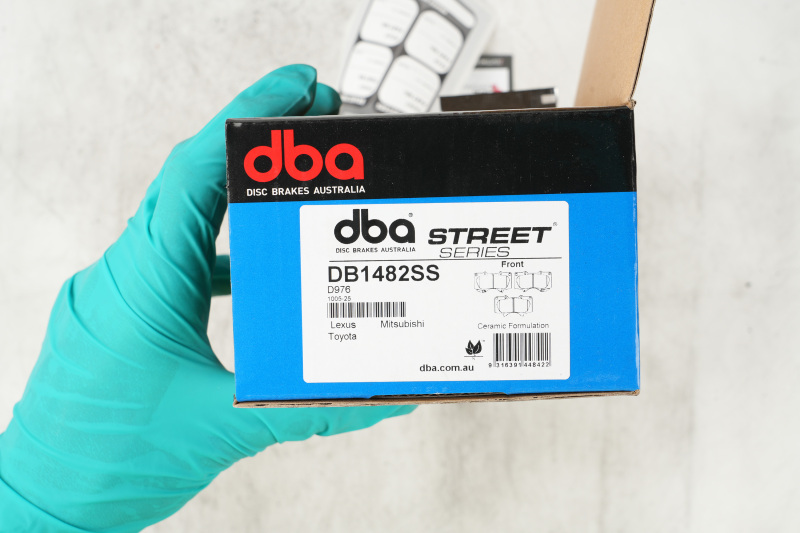 dba
DISC BRAKES AUSTRALIA
dba®
DISC BRAKES AUSTRALIA
STREET®
SERIES
DB1482SS
D976
1005-25
Front
Lexus Mitsubishi
Toyota
Ceramic Formulation
9 316391 448422
dba.com.au